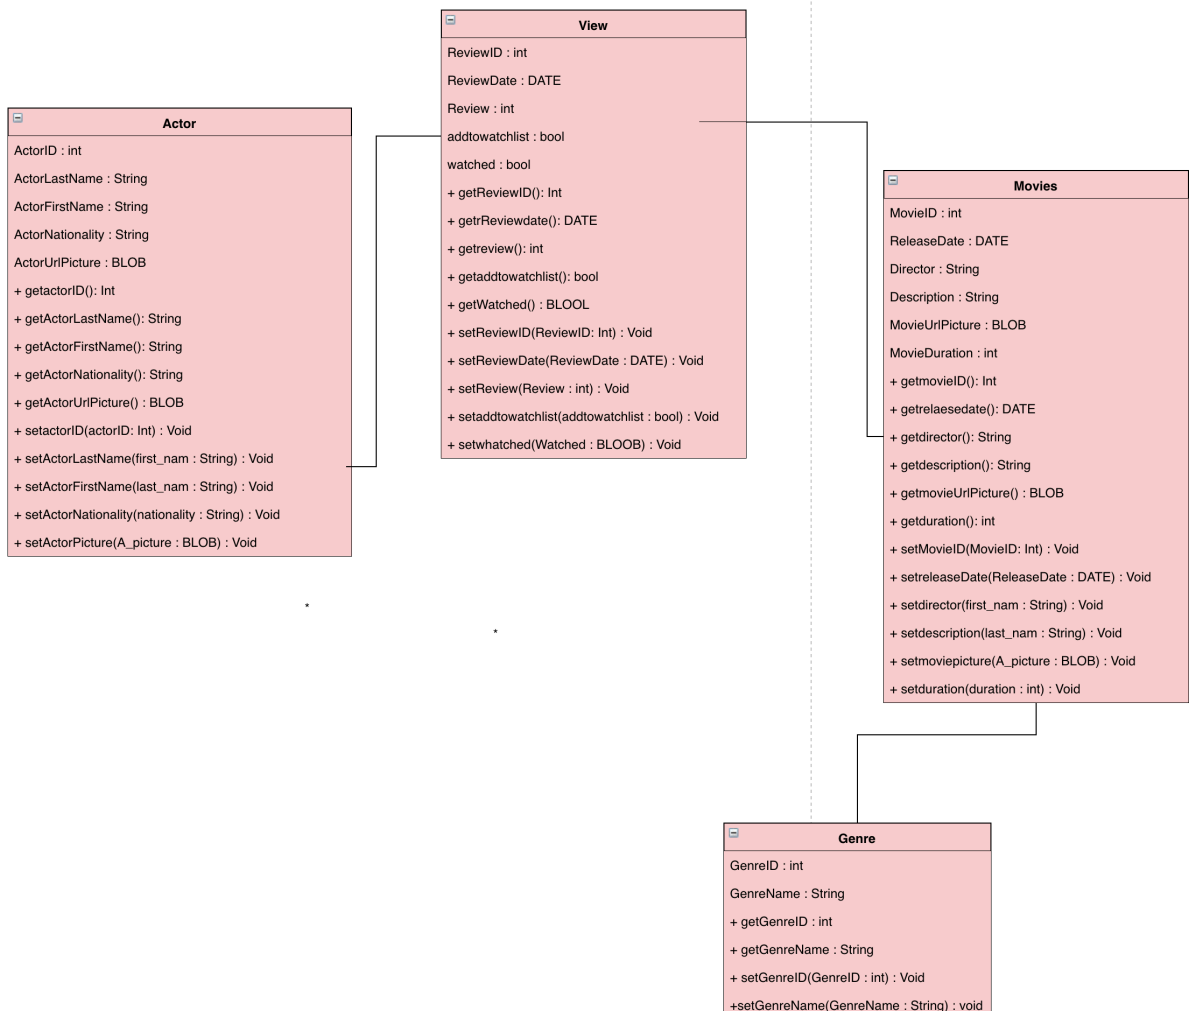 View
ReviewID : int
ReviewDate : DATE
Review : int
addtowatchlist : bool
watched : bool
+ getReviewID(): Int
+ getrReviewdate(): DATE
+ getreview(): int
+ getaddtowatchlist(): bool
+ getWatched() : BLOOL
+ setReviewID(ReviewID: Int) : Void
+ setReviewDate(ReviewDate : DATE) : Void
+ setReview(Review : int) : Void
+ setaddtowatchlist(addtowatchlist : bool) : Void
+ setwhatched(Watched : BLOOB) : Void
Actor
ActorID : int
ActorLastName : String
ActorFirstName : String
ActorNationality : String
ActorUrlPicture : BLOB
+ getactorID(): Int
+ getActorLastName(): String
+ getActorFirstName(): String
+ getActorNationality(): String
+ getActorUrlPicture() : BLOB
+ setactorID(actorID: Int) : Void
+ setActorLastName(first_nam : String) : Void
+ setActorFirstName(last_nam : String) : Void
+ setActorNationality(nationality : String) : Void
+ setActorPicture(A_picture : BLOB) : Void
*
*
Movies
MovieID : int
ReleaseDate : DATE
Director : String
Description : String
MovieUrlPicture : BLOB
MovieDuration : int
+ getmovieID(): Int
+ getrelaesedate(): DATE
+ getdirector(): String
+ getdescription(): String
+ getmovieUrlPicture() : BLOB
+ getduration(): int
+ setMovieID(MovieID: Int) : Void
+ setreleaseDate(ReleaseDate : DATE) : Void
+ setdirector(first_nam : String) : Void
+ setdescription(last_nam : String) : Void
+ setmoviepicture(A_picture : BLOB) : Void
+ setduration(duration : int) : Void
Genre
GenreID : int
GenreName : String
+ getGenreID : int
+ getGenreName : String
+ setGenreID(GenreID : int) : Void
+setGenreName(GenreName : String) : void